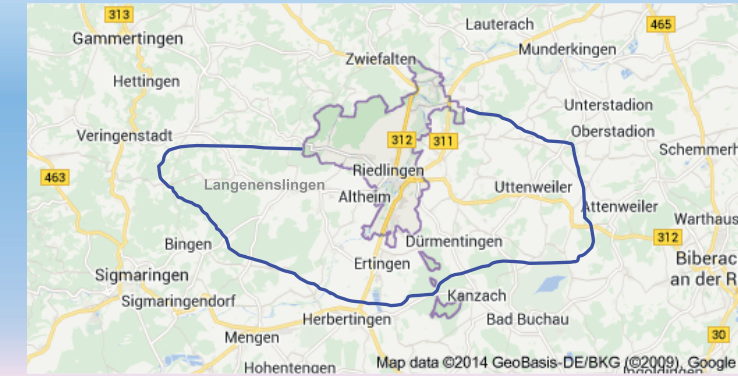 313
Gammertingen
Lauterach
465
Munderkingen
Zwiefalten
Hettingen
Unterstadion
Oberstadion
Veringenstadt
312
311
Schemmerh
463
Riedlingen
Langenenslingen
Uttenweiler
Altheim
Attenweiler
Warthaus
Bingen
Dürmentingen
312
Ertingen
Biberac
an der R
Sigmaringen
Sigmaringendorf
Kanzach
Herbertingen
Bad Buchau
Mengen
30
Hohentengen
Map data ©2014 GeoBasis-DE/BKG (©2009), Google